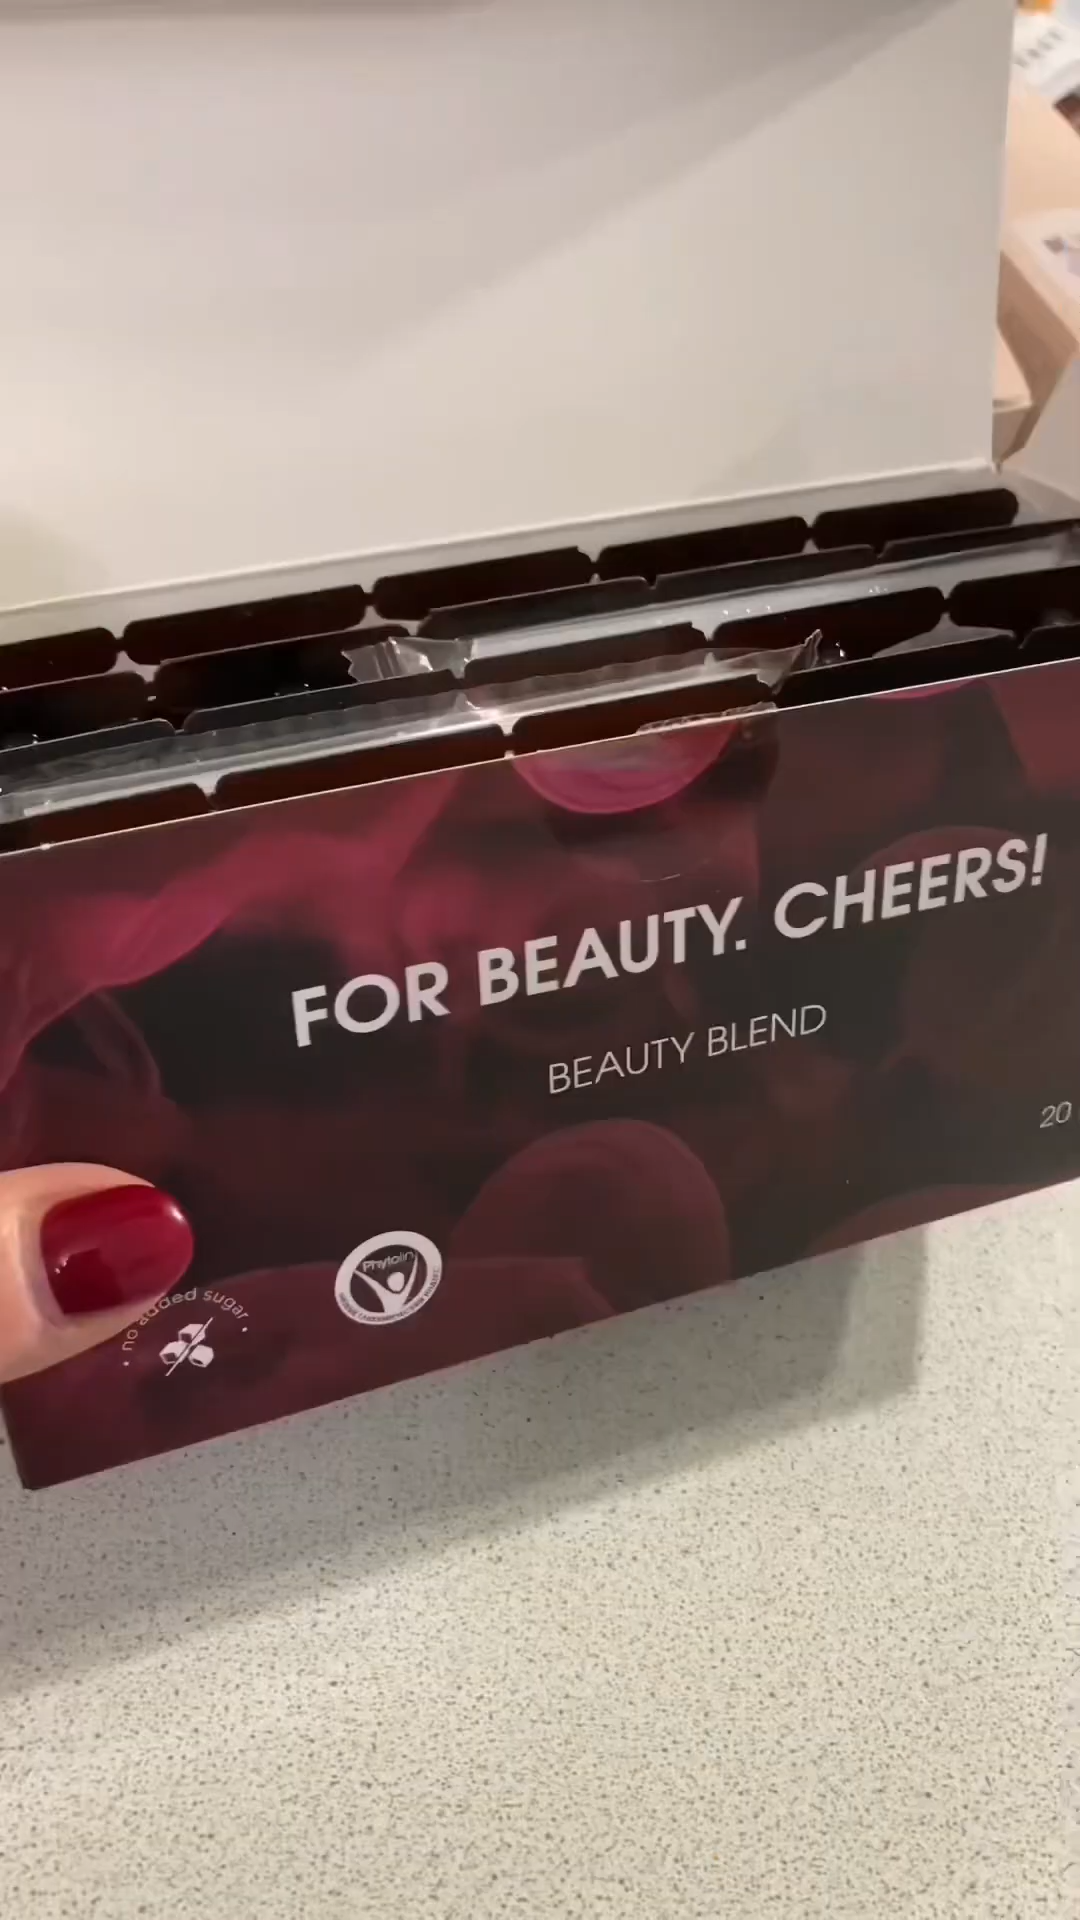 FOR BEAUTY. CHEERS!
BEAUTY BLEND
20
Phytolin
no added sugar